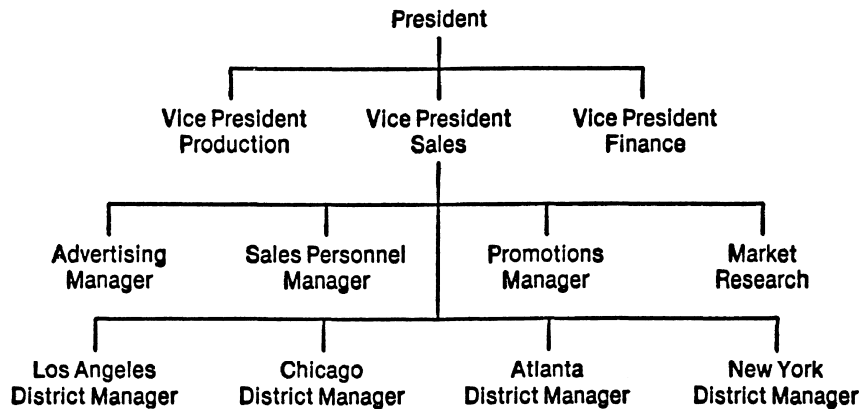 President
Vice President Production
Vice President Sales
Vice President Finance
Advertising Manager
Sales Personnel Manager
Promotions Manager
Market Research
Los Angeles District Manager
Chicago District Manager
Atlanta District Manager
New York District Manager